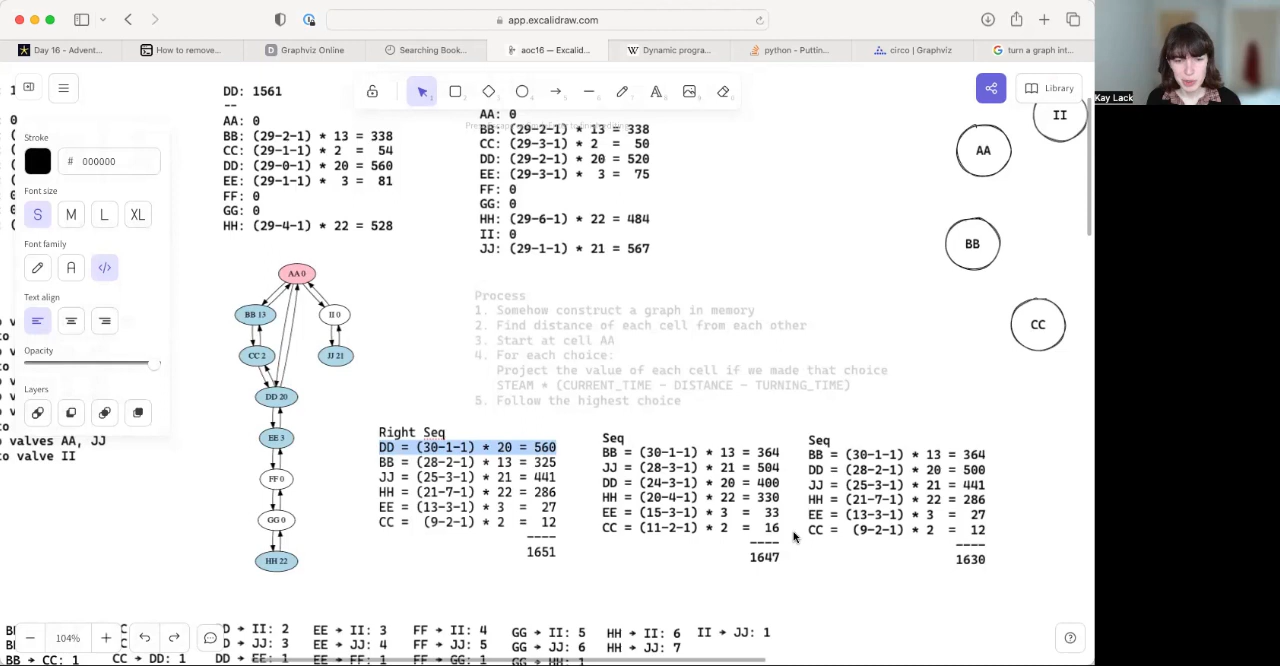 app.excalidraw.com
Day 16 - Advent...
How to remove...
Graphviz Online
Searching Book...
aoc16 — Excalid...
Dynamic progra...
python - Puttin...
circo | Graphviz
turn a graph int...
Kay Lack
Library
Stroke
# 000000
Font size
S M L XL
Font family
Text align
Opacity
Layers
valves AA, JJ
to valve II
DD: 1561
--
AA: 0
BB: (29-2-1) * 13 = 338
CC: (29-1-1) * 2 = 54
DD: (29-0-1) * 20 = 560
EE: (29-1-1) * 3 = 81
FF: 0
GG: 0
HH: (29-4-1) * 22 = 528
AA: 0
BB: (29-2-1) * 13 = 338
CC: (29-3-1) * 2 = 50
DD: (29-2-1) * 20 = 520
EE: (29-3-1) * 3 = 75
FF: 0
GG: 0
HH: (29-6-1) * 22 = 484
II: 0
JJ: (29-1-1) * 21 = 567
II
AA
BB
CC
AA 0
BB 13
II 0
CC 2
JJ 21
DD 20
EE 3
FF 0
GG 0
HH 22
Process
1. Somehow construct a graph in memory
2. Find distance of each cell from each other
3. Start at cell AA
4. For each choice:
Project the value of each cell if we made that choice
STEAM * (CURRENT_TIME - DISTANCE - TURNING_TIME)
5. Follow the highest choice
Right Seq
DD = (30-1-1) * 20 = 560
BB = (28-2-1) * 13 = 325
JJ = (25-3-1) * 21 = 441
HH = (21-7-1) * 22 = 286
EE = (13-3-1) * 3 = 27
CC = (9-2-1) * 2 = 12
----
1651
Seq
BB = (30-1-1) * 13 = 364
JJ = (28-3-1) * 21 = 504
DD = (24-3-1) * 20 = 400
HH = (20-4-1) * 22 = 330
EE = (15-3-1) * 3 = 33
CC = (11-2-1) * 2 = 16
----
1647
Seq
BB = (30-1-1) * 13 = 364
DD = (28-2-1) * 20 = 500
JJ = (25-3-1) * 21 = 441
HH = (21-7-1) * 22 = 286
EE = (13-3-1) * 3 = 27
CC = (9-2-1) * 2 = 12
----
1630
104%
D → II: 2
D → JJ: 3
DD → EE: 1
EE → II: 3
EE → JJ: 4
EE → FF: 1
FF → II: 4
FF → JJ: 5
FF → GG: 1
GG → II: 5
GG → JJ: 6
GG → HH: 1
HH → II: 6
HH → JJ: 7
II → JJ: 1
BB → CC: 1
CC → DD: 1